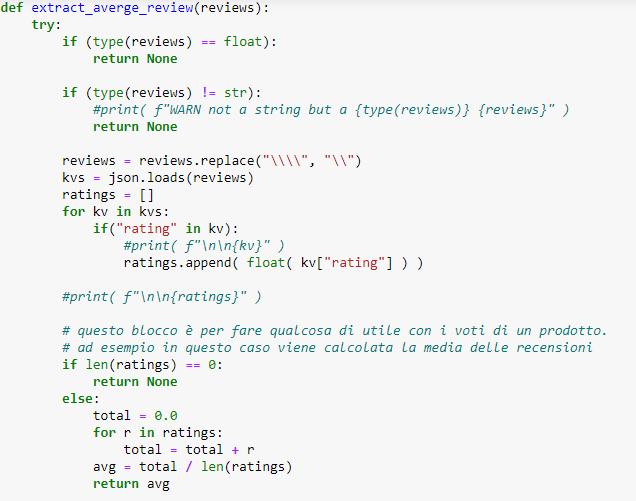 def extract_averge_review(reviews):
    try:
        if (type(reviews) == float):
            return None

        if (type(reviews) != str):
            #print( f"WARN not a string but a {type(reviews)} {reviews}" )
            return None

        reviews = reviews.replace("\\\\", "\\")
        kvs = json.loads(reviews)
        ratings = []
        for kv in kvs:
            if("rating" in kv):
                #print( f"\n\n{kv}" )
                ratings.append( float( kv["rating"] ) )

        #print( f"\n\n{ratings}" )

        # questo blocco è per fare qualcosa di utile con i voti di un prodotto.
        # ad esempio in questo caso viene calcolata la media delle recensioni
        if len(ratings) == 0:
            return None
        else:
            total = 0.0
            for r in ratings:
                total = total + r
            avg = total / len(ratings)
            return avg